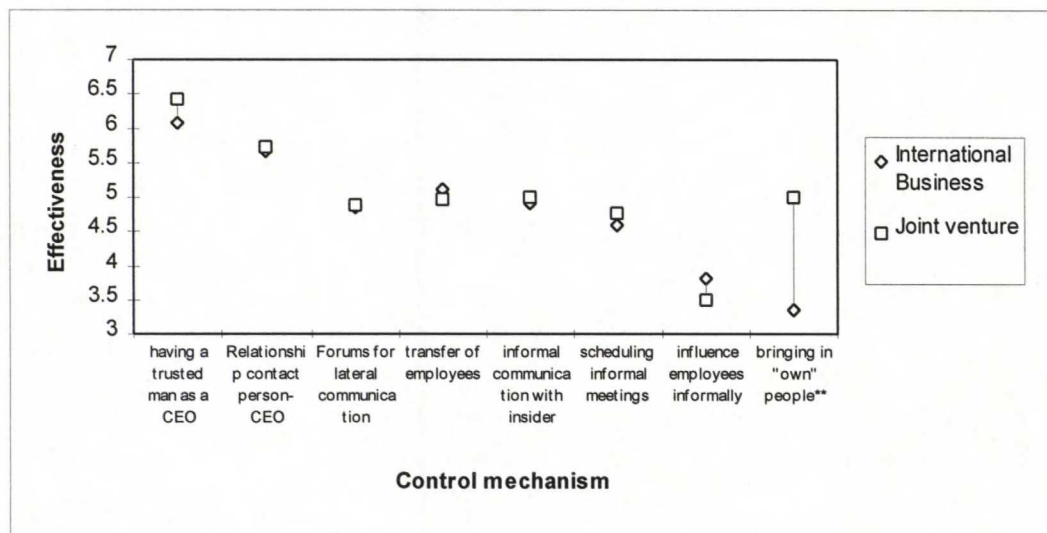 7
6.5
6
5.5
5
4.5
4
3.5
3
Effectiveness
having a
trusted
man as a
CEO
Relationshi
p contact
person-
CEO
Forums for
lateral
communica
tion
transfer of
employees
informal
communica
tion with
insider
scheduling
informal
meetings
influence
employees
informally
bringing in
"own"
people**
Control mechanism
International
Business
Joint venture